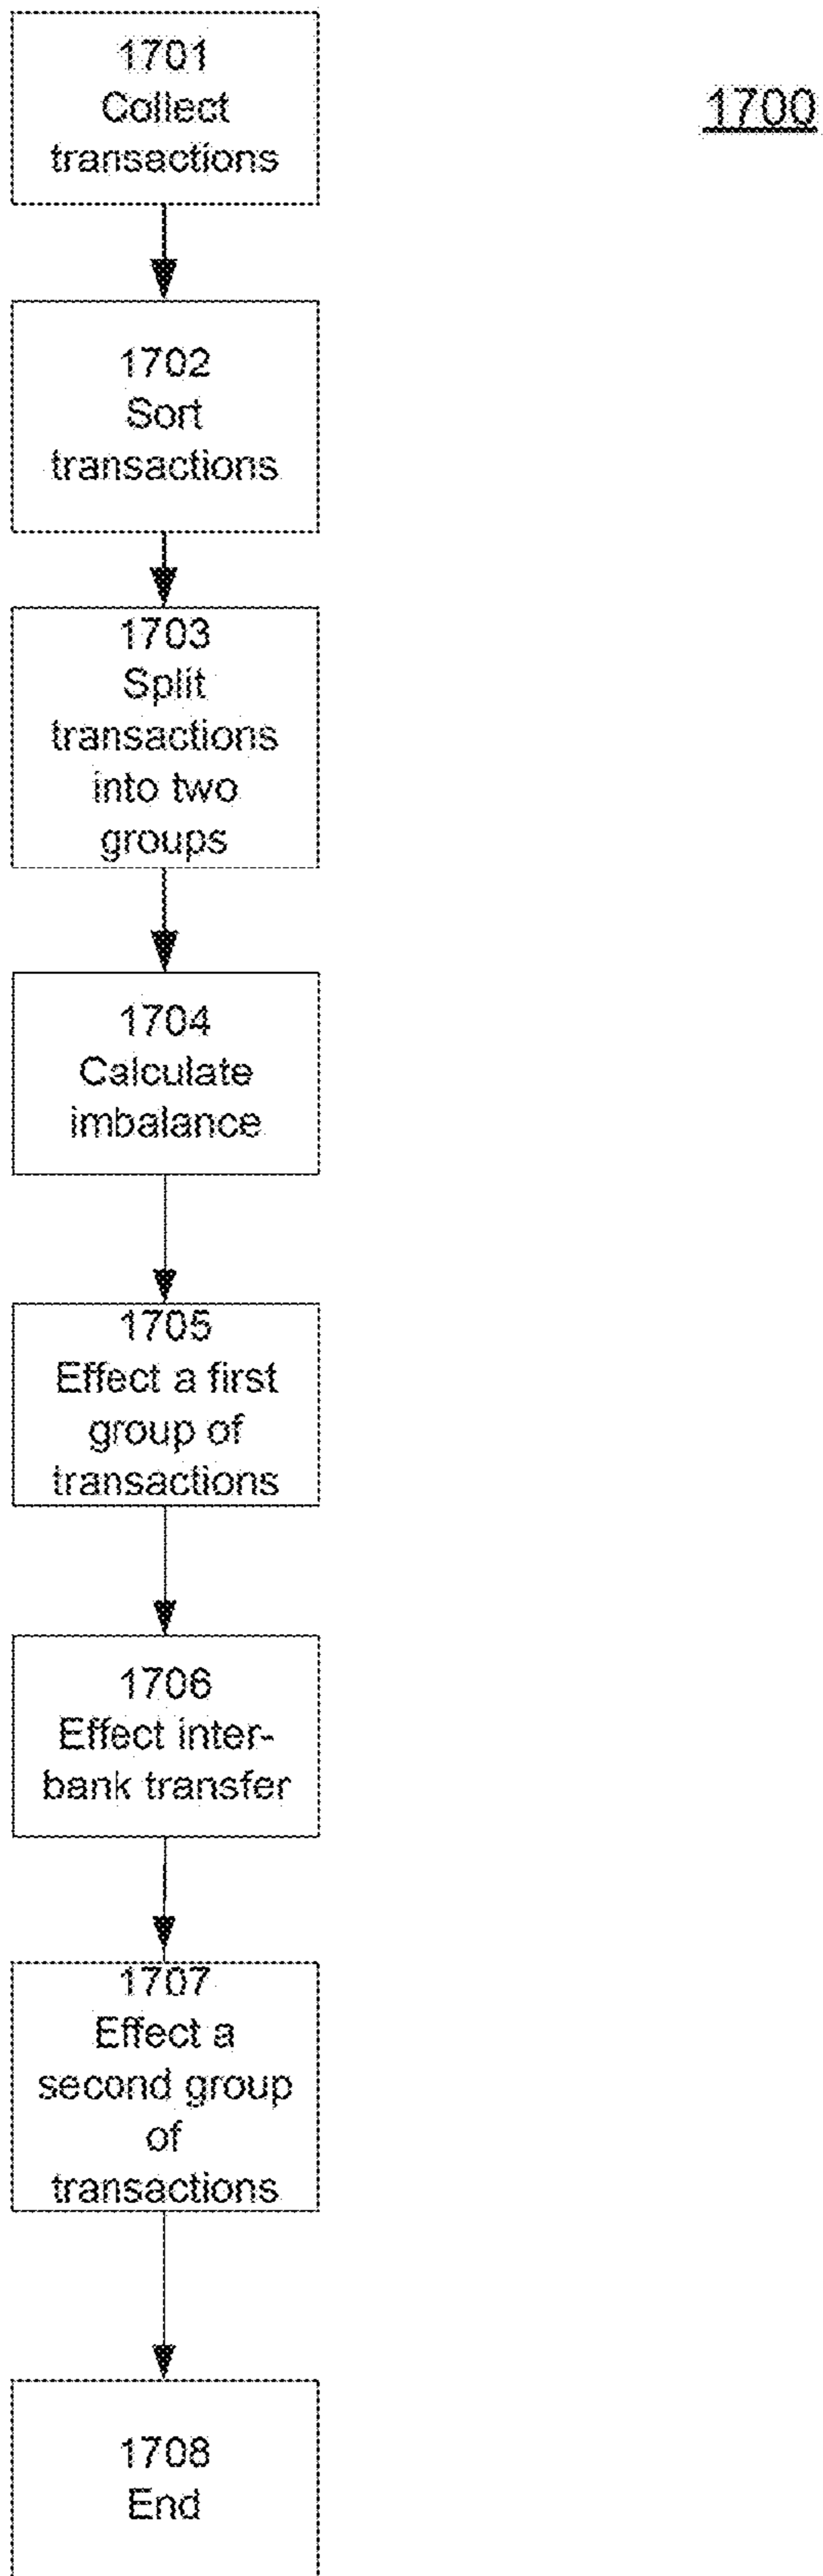 1701
Collect
transactions
1700
1702
Sort
transactions
1703
Split
transactions
into two
groups
1704
Calculate
imbalance
1705
Effect a first
group of
transactions
1706
Effect inter-
bank transfer
1707
Effect a
second group
of
transactions
1708
End